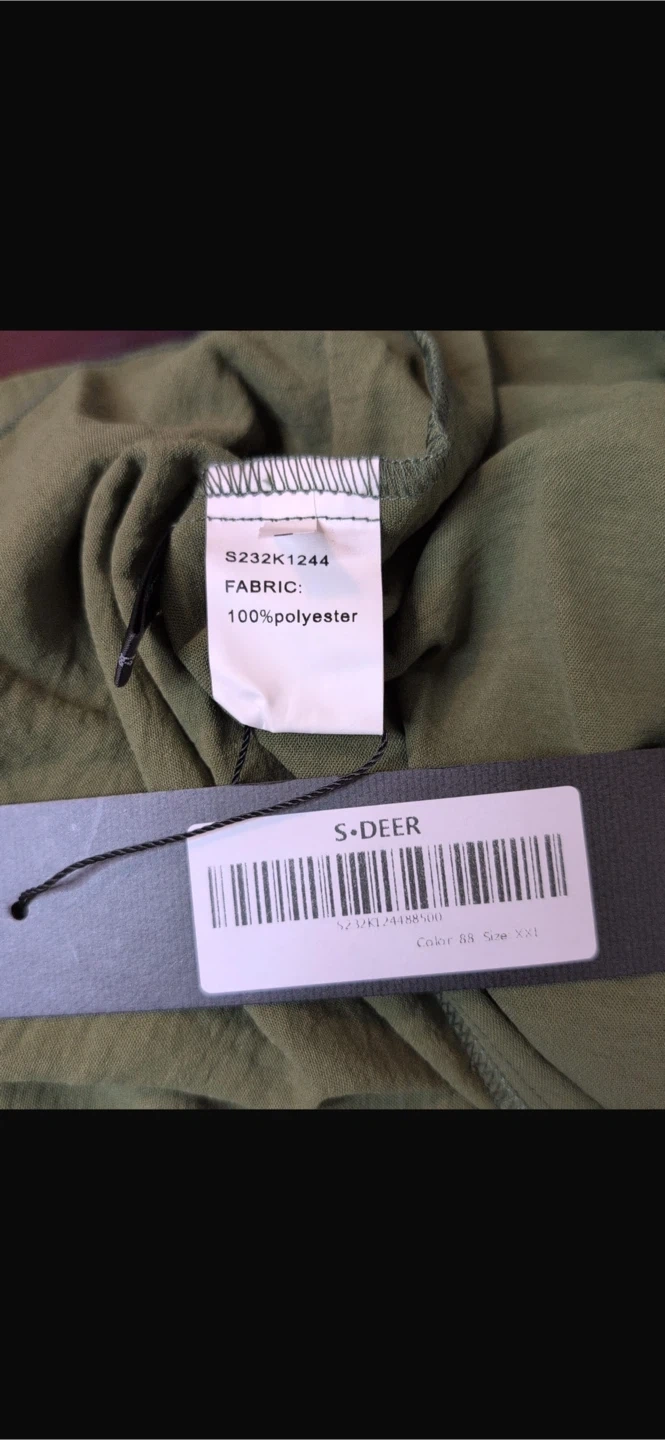 S232K1244
FABRIC:
100%polyester
S•DEER
S232K124488500
Color 88 Size XXL